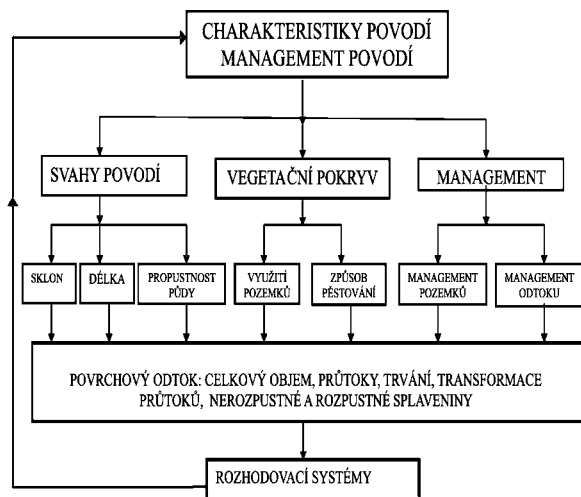 CHARAKTERISTIKY POVODÍ
MANAGEMENT POVODÍ
SVAHY POVODÍ
VEGETAČNÍ POKRYV
MANAGEMENT
SKLON
DÉLKA
PROPUSTNOST
PŮDY
VYUŽITÍ
POZEMKŮ
ZPŮSOB
PĚSTOVÁNÍ
MANAGEMENT
POZEMKŮ
MANAGEMENT
ODTOKU
POVRCHOVÝ ODTOK: CELKOVÝ OBJEM, PRŮTOKY, TRVÁNÍ, TRANSFORMACE
PRŮTOKŮ, NEROZPUSTNÉ A ROZPUSTNÉ SPLAVENINY
ROZHODOVACÍ SYSTÉMY